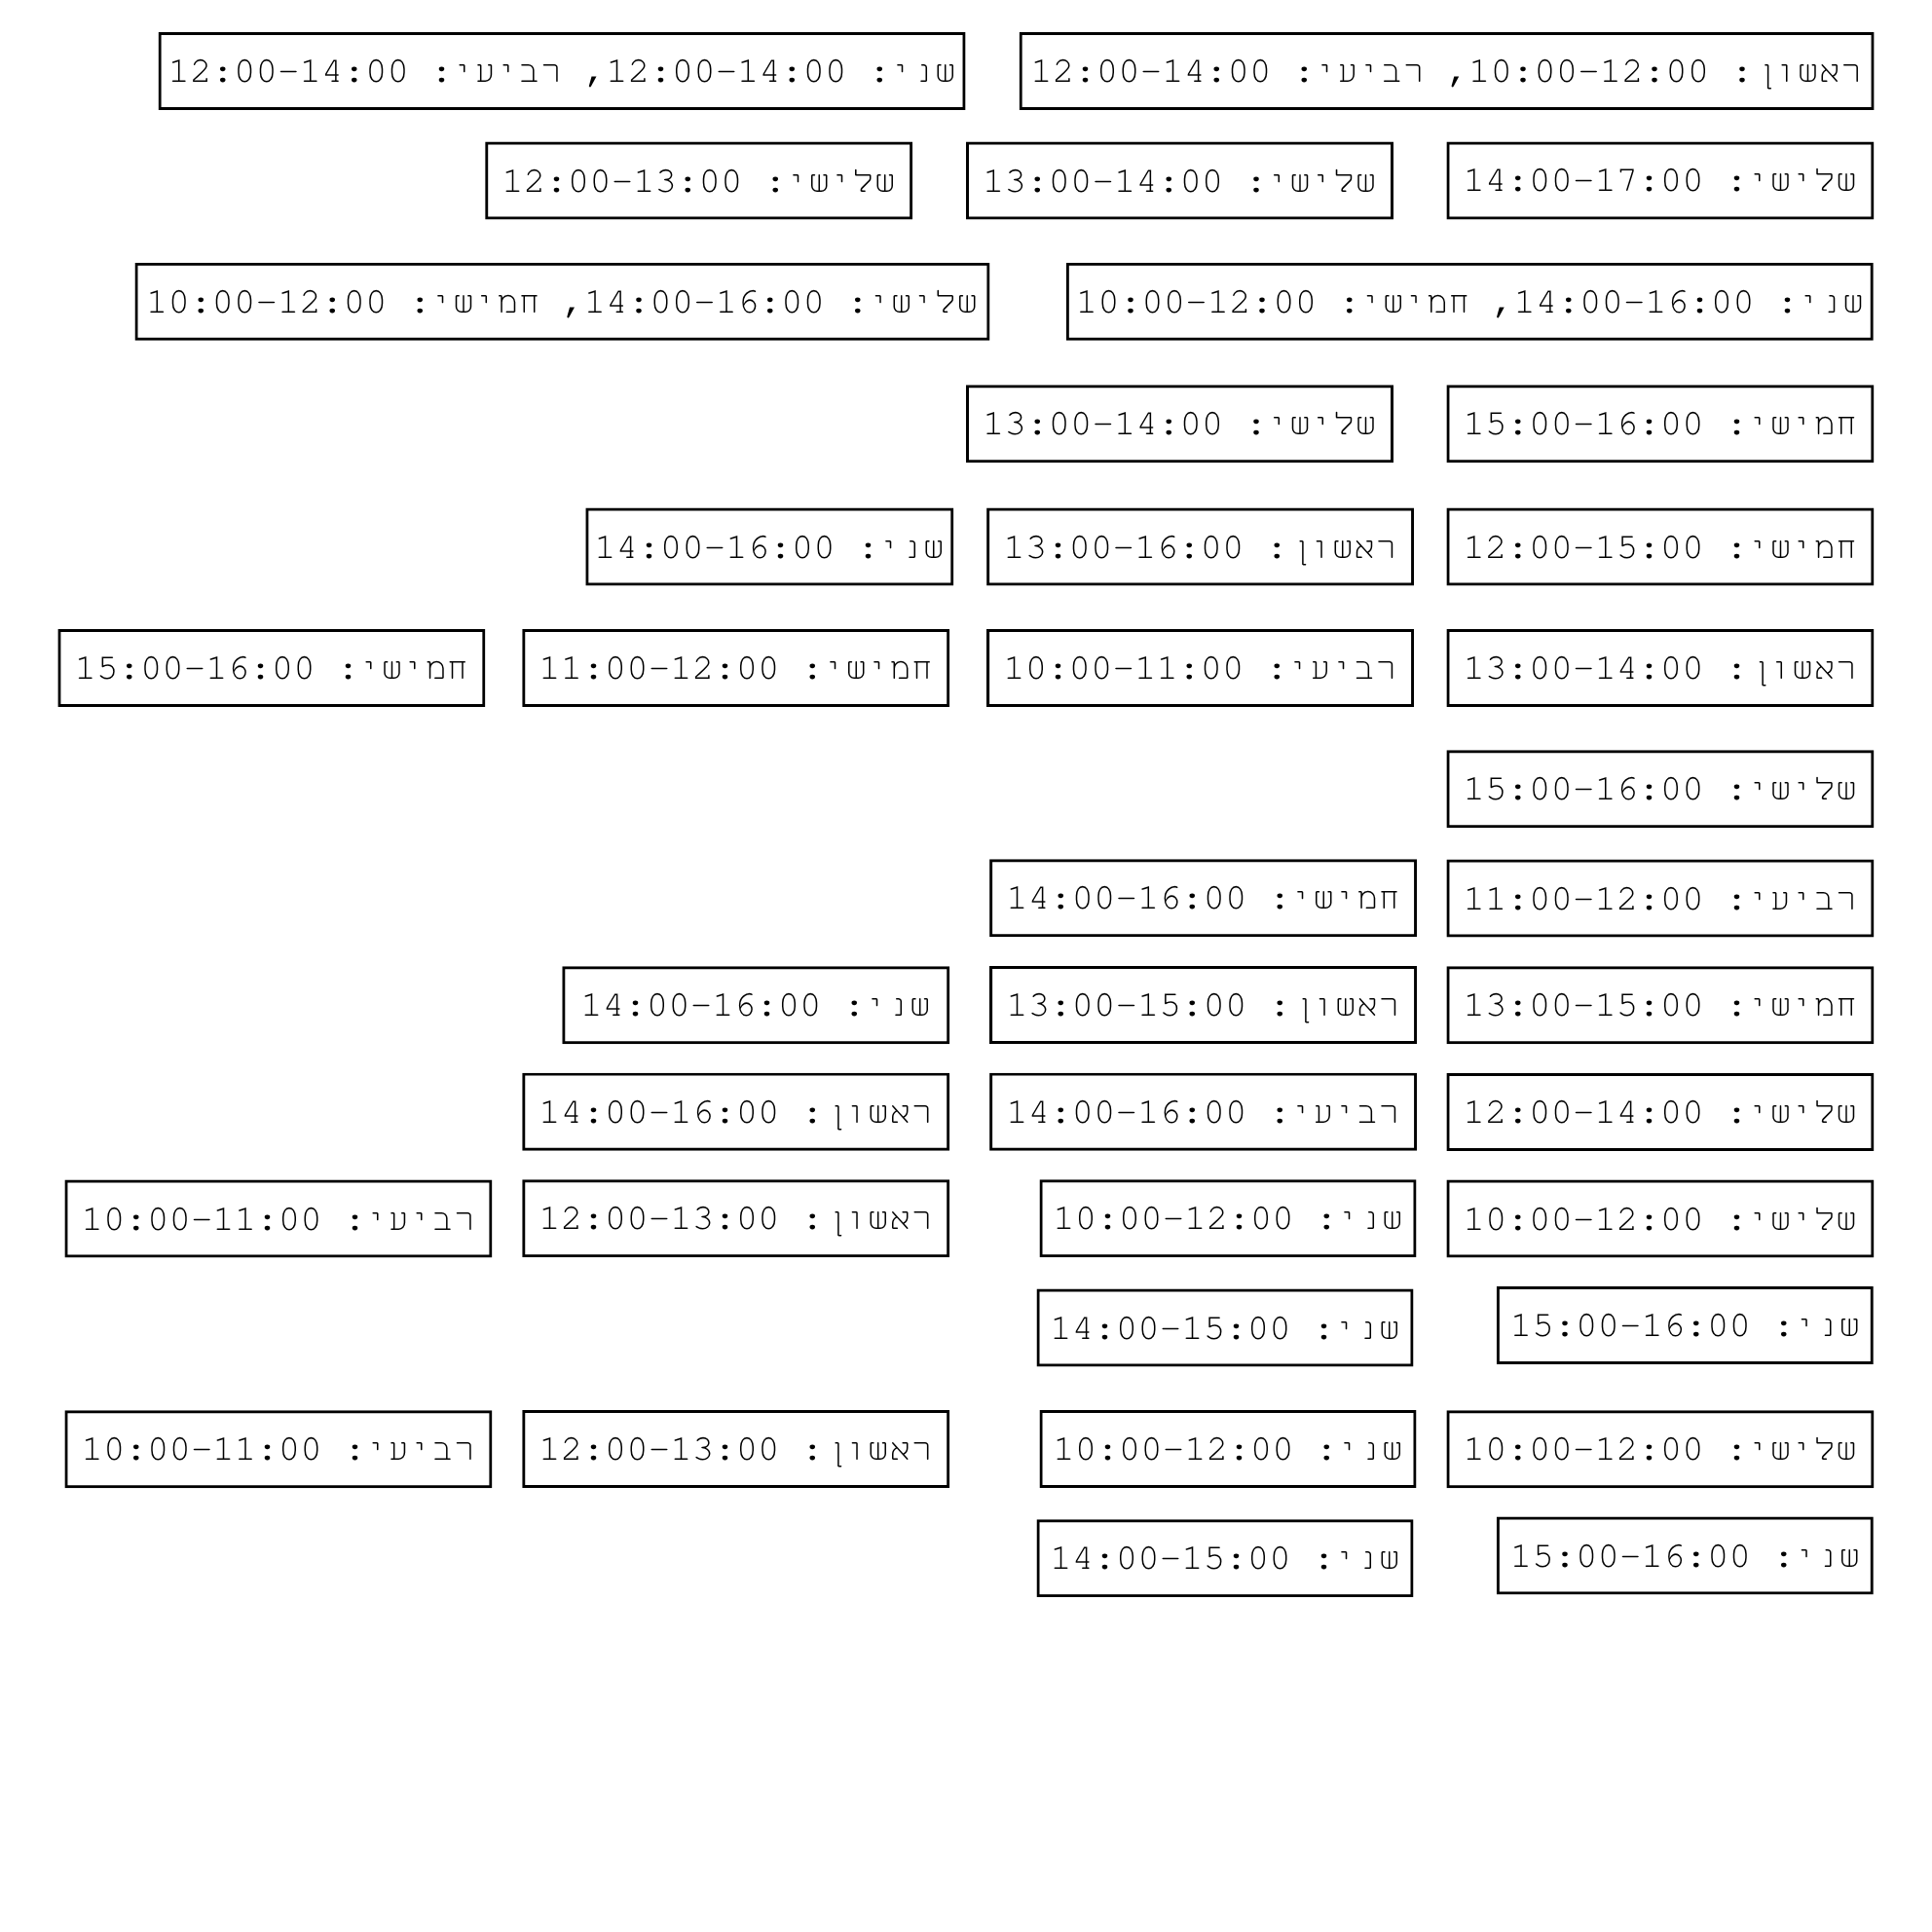 ראשון: 10:00-12:00, רביעי: 12:00-14:00 שני: 12:00-14:00, רביעי: 12:00-14:00
שלישי: 14:00-17:00 שלישי: 13:00-14:00 שלישי: 12:00-13:00
שני: 14:00-16:00, חמישי: 10:00-12:00 שלישי: 14:00-16:00, חמישי: 10:00-12:00
חמישי: 15:00-16:00 שלישי: 13:00-14:00
חמישי: 12:00-15:00 ראשון: 13:00-16:00 שני: 14:00-16:00
ראשון: 13:00-14:00 רביעי: 10:00-11:00 חמישי: 11:00-12:00 חמישי: 15:00-16:00
שלישי: 15:00-16:00
רביעי: 11:00-12:00 חמישי: 14:00-16:00
חמישי: 13:00-15:00 ראשון: 13:00-15:00 שני: 14:00-16:00
שלישי: 12:00-14:00 רביעי: 14:00-16:00 ראשון: 14:00-16:00
שלישי: 10:00-12:00 שני: 10:00-12:00 ראשון: 12:00-13:00 רביעי: 10:00-11:00
שני: 15:00-16:00 שני: 14:00-15:00
שלישי: 10:00-12:00 שני: 10:00-12:00 ראשון: 12:00-13:00 רביעי: 10:00-11:00
שני: 15:00-16:00 שני: 14:00-15:00